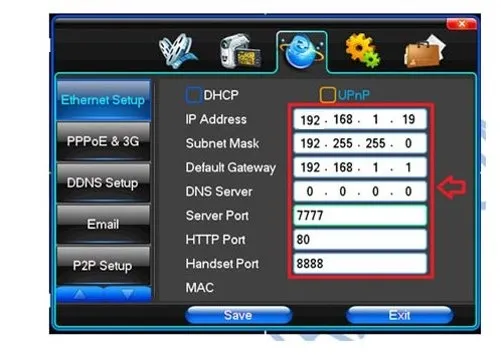 DHCP UPnP
Ethernet Setup
IP Address 192 . 168 . 1 . 19
Subnet Mask 192 . 255 . 255 . 0
PPPoE & 3G
Default Gateway 192 . 168 . 1 . 1
DDNS Setup
DNS Server 0 . 0 . 0 . 0
Server Port 7777
Email
HTTP Port 80
P2P Setup
Handset Port 8888
MAC
Save Exit